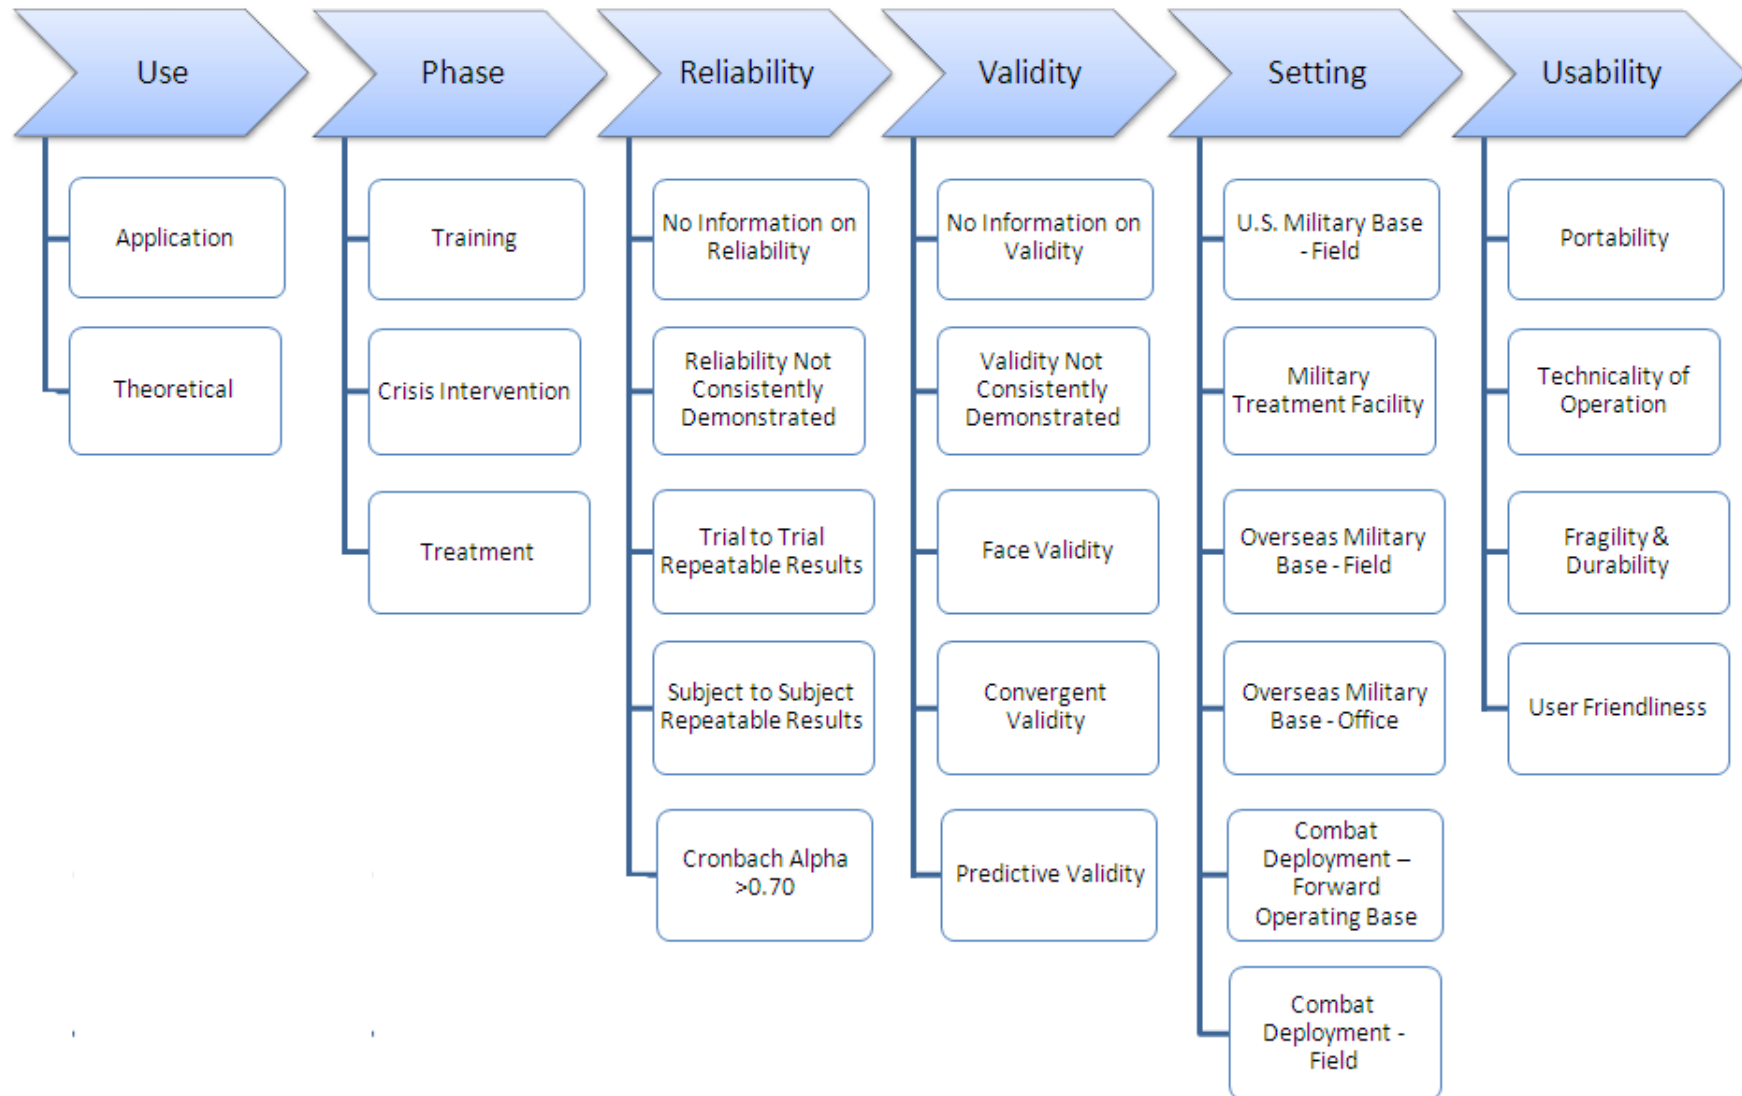 Use
Application
Theoretical
Phase
Training
Crisis Intervention
Treatment
Reliability
No Information on
Reliability
Reliability Not
Consistently
Demonstrated
Trial to Trial
Repeatable Results
Subject to Subject
Repeatable Results
Cronbach Alpha
>0.70
Validity
No Information on
Validity
Validity Not
Consistently
Demonstrated
Face Validity
Convergent
Validity
Predictive Validity
Setting
U.S. Military Base
- Field
Military
Treatment Facility
Overseas Military
Base - Field
Overseas Military
Base - Office
Combat
Deployment –
Forward
Operating Base
Combat
Deployment -
Field
Usability
Portability
Technicality of
Operation
Fragility &
Durability
User Friendliness